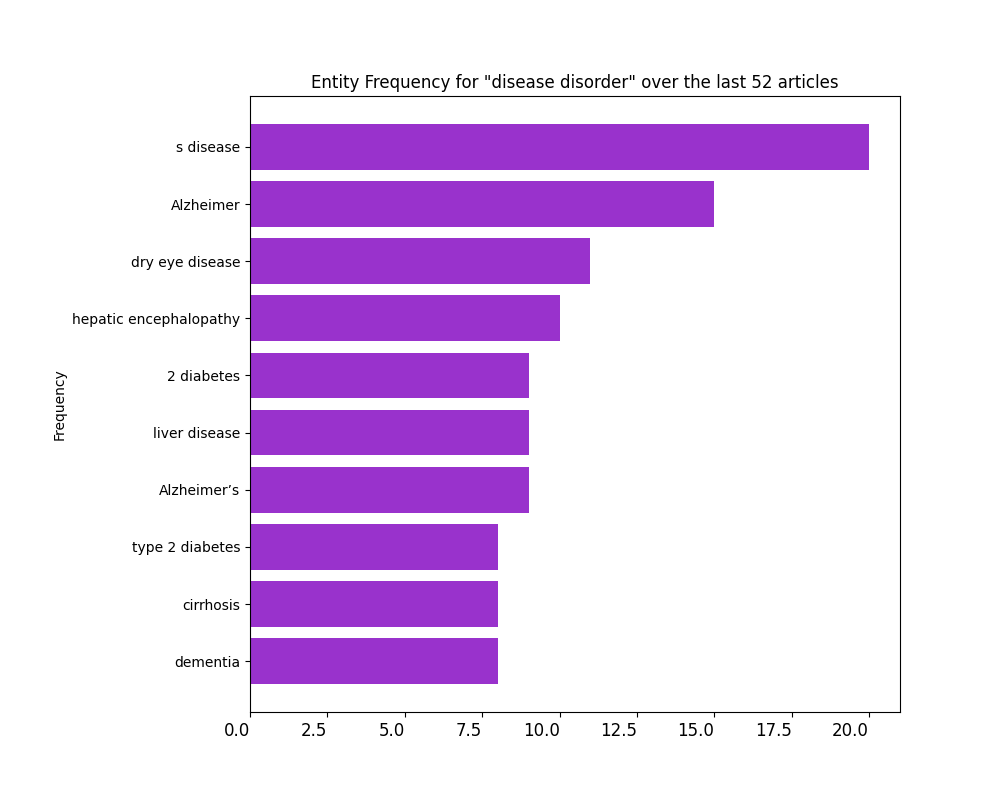 Entity Frequency for "disease disorder" over the last 52 articles
s disease
Alzheimer
dry eye disease
hepatic encephalopathy
2 diabetes
liver disease
Alzheimer’s
type 2 diabetes
cirrhosis
dementia
Frequency
0.0 2.5 5.0 7.5 10.0 12.5 15.0 17.5 20.0